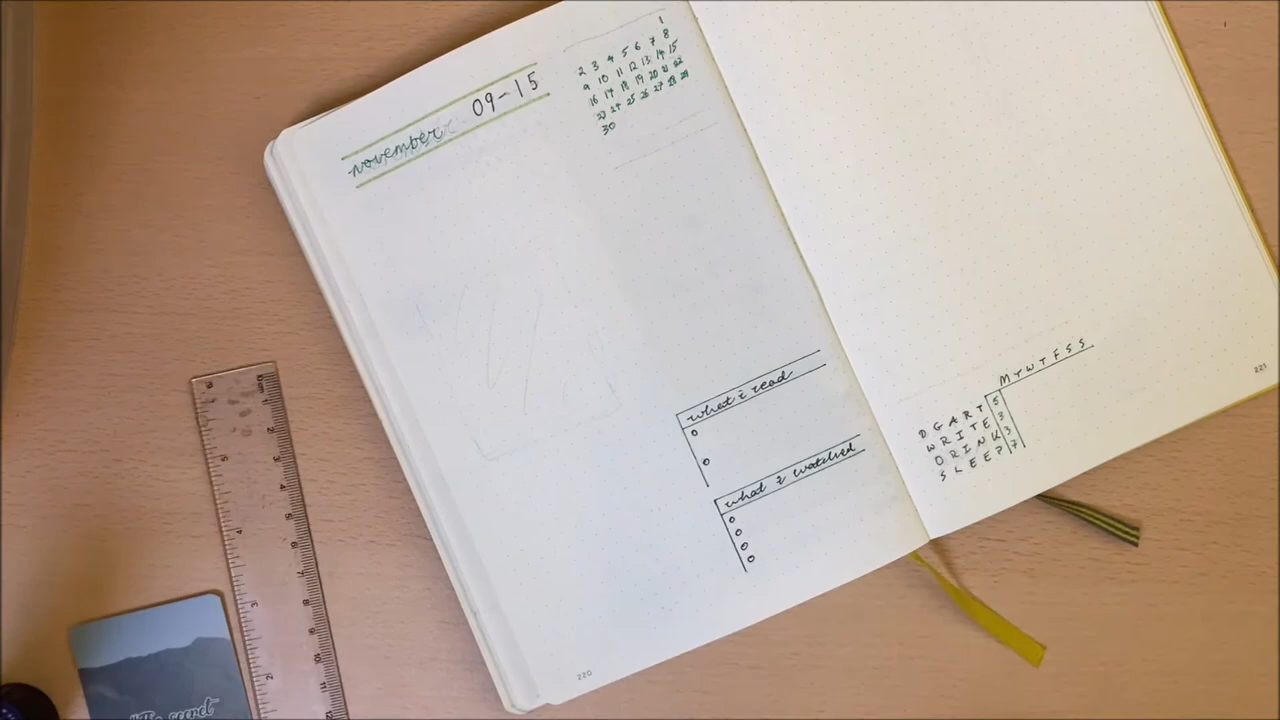 november 09-15
1
2 3 4 5 6 7 8
9 10 11 12 13 14 15
16 17 18 19 20 21 22
23 24 25 26 27 28 29
30
what i read
what i watched
220
M T W T F S S
DGART 5
WRITE 3
DRINK 3
SLEEP 7
221
"The secret